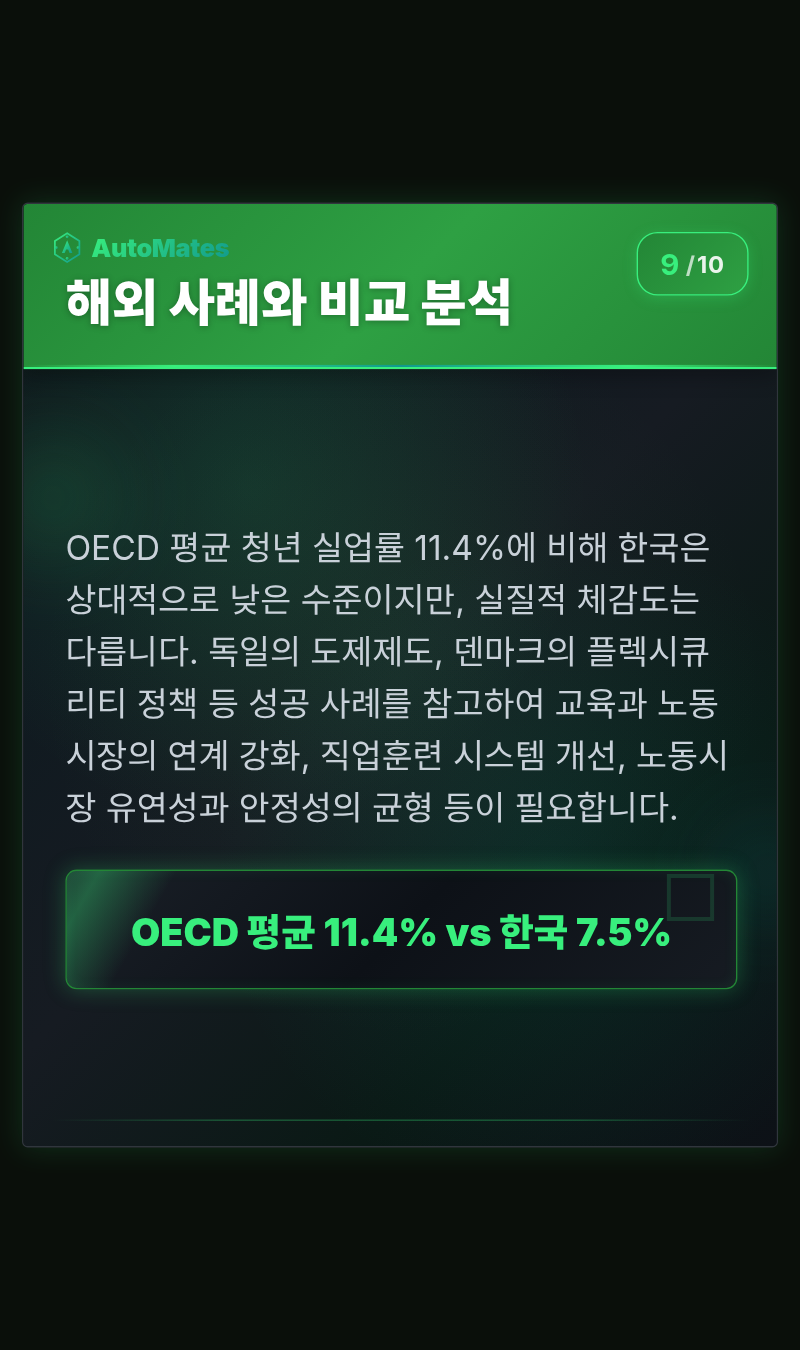 AutoMates
9 /10
해외 사례와 비교 분석
OECD 평균 청년 실업률 11.4%에 비해 한국은
상대적으로 낮은 수준이지만, 실질적 체감도는
다릅니다. 독일의 도제제도, 덴마크의 플렉시큐
리티 정책 등 성공 사례를 참고하여 교육과 노동
시장의 연계 강화, 직업훈련 시스템 개선, 노동시
장 유연성과 안정성의 균형 등이 필요합니다.
OECD 평균 11.4% vs 한국 7.5%